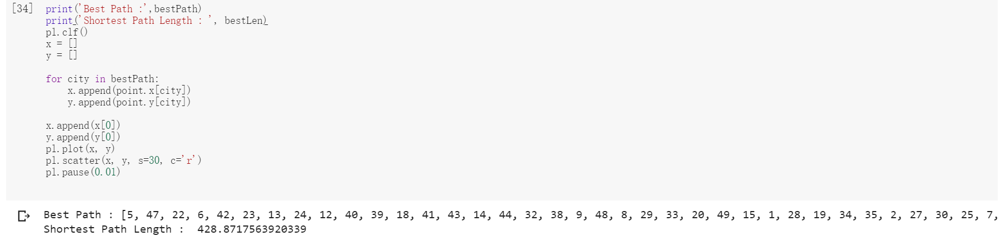 [34] print('Best Path :',bestPath)
print('Shortest Path Length : ', bestLen)
pl.clf()
x = []
y = []
for city in bestPath:
    x.append(point.x[city])
    y.append(point.y[city])
x.append(x[0])
y.append(y[0])
pl.plot(x, y)
pl.scatter(x, y, s=30, c='r')
pl.pause(0.01)
Best Path : [5, 47, 22, 6, 42, 23, 13, 24, 12, 40, 39, 18, 41, 43, 14, 44, 32, 38, 9, 48, 8, 29, 33, 20, 49, 15, 1, 28, 19, 34, 35, 2, 27, 30, 25, 7,
Shortest Path Length :  428.8717563920339